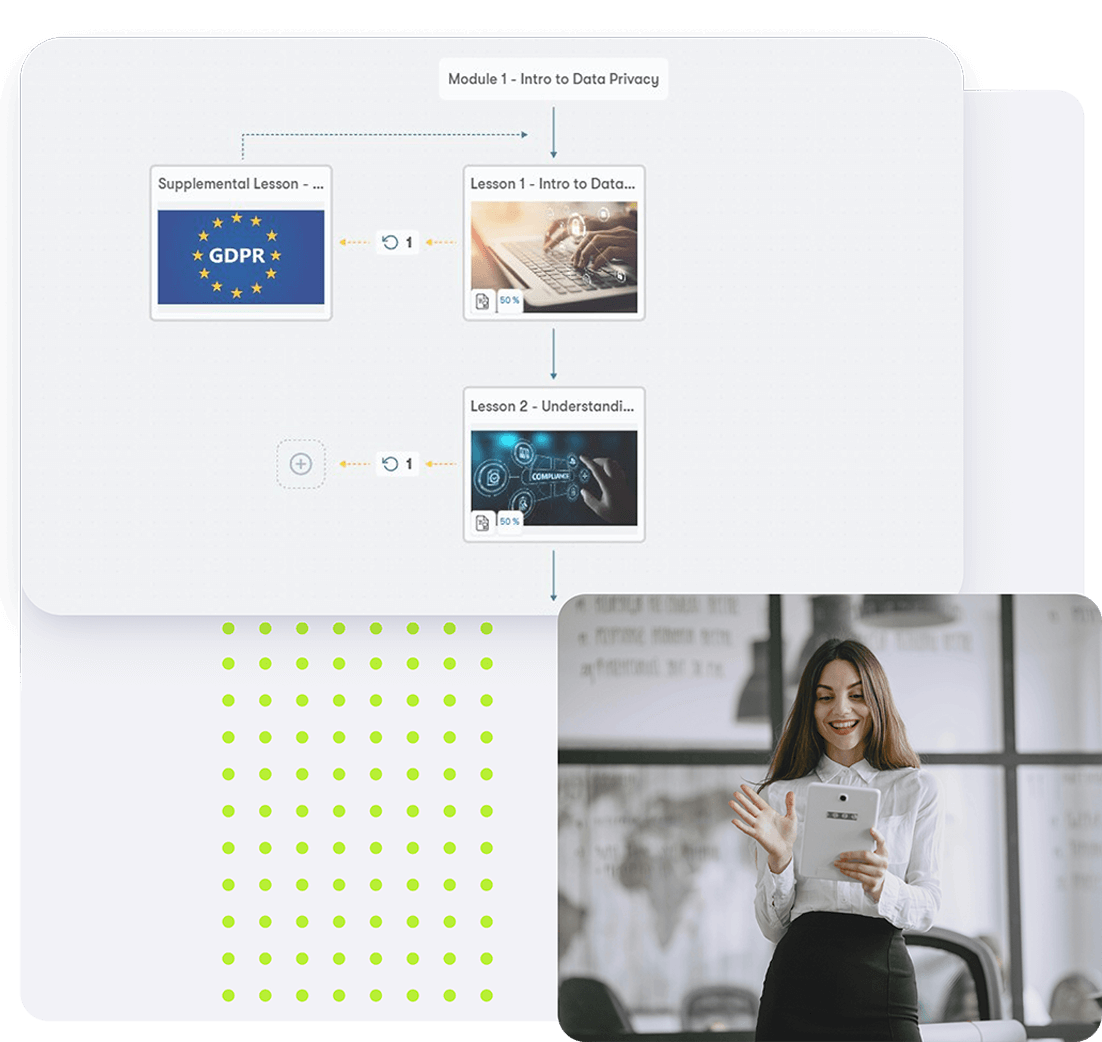 Module 1 - Intro to Data Privacy
Supplemental Lesson - ...
GDPR
1
Lesson 1 - Intro to Data...
50 %
Lesson 2 - Understandi...
COMPLIANCE
50 %
1